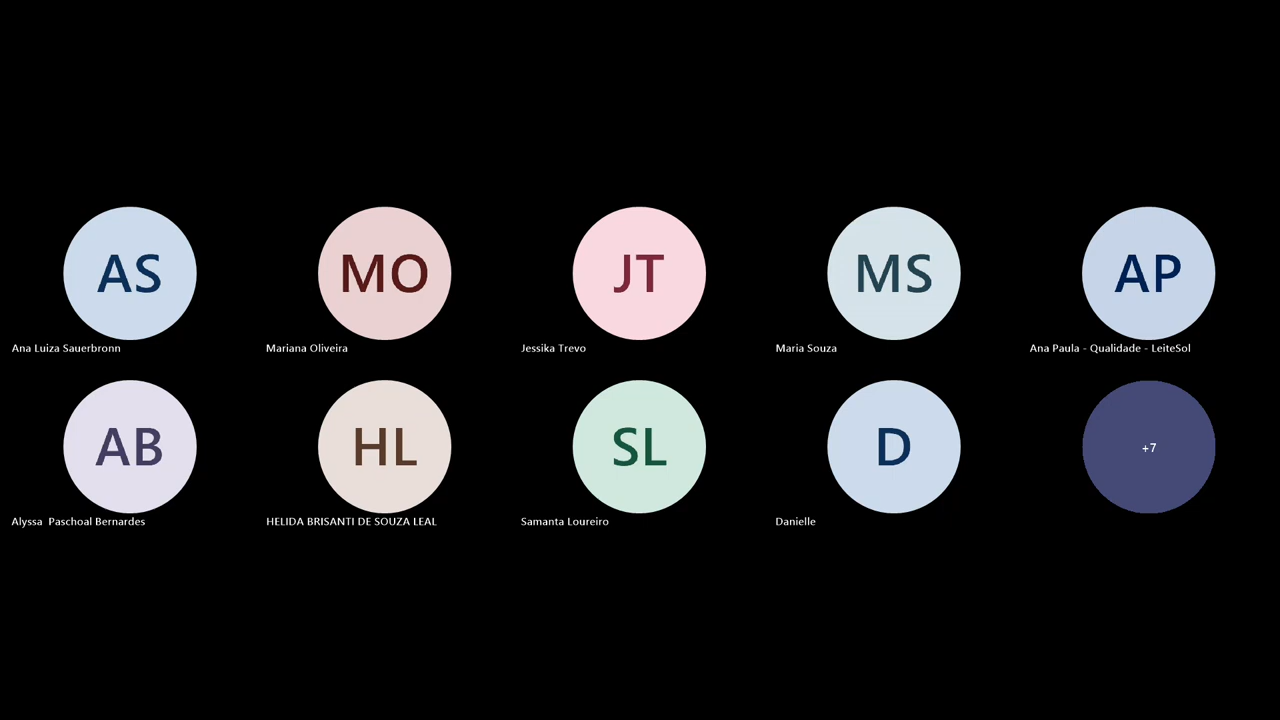 AS
MO
JT
MS
AP
Ana Luiza Sauerbronn
Mariana Oliveira
Jessika Trevo
Maria Souza
Ana Paula - Qualidade - LeiteSol
AB
HL
SL
D
+7
Alyssa  Paschoal Bernardes
HELIDA BRISANTI DE SOUZA LEAL
Samanta Loureiro
Danielle